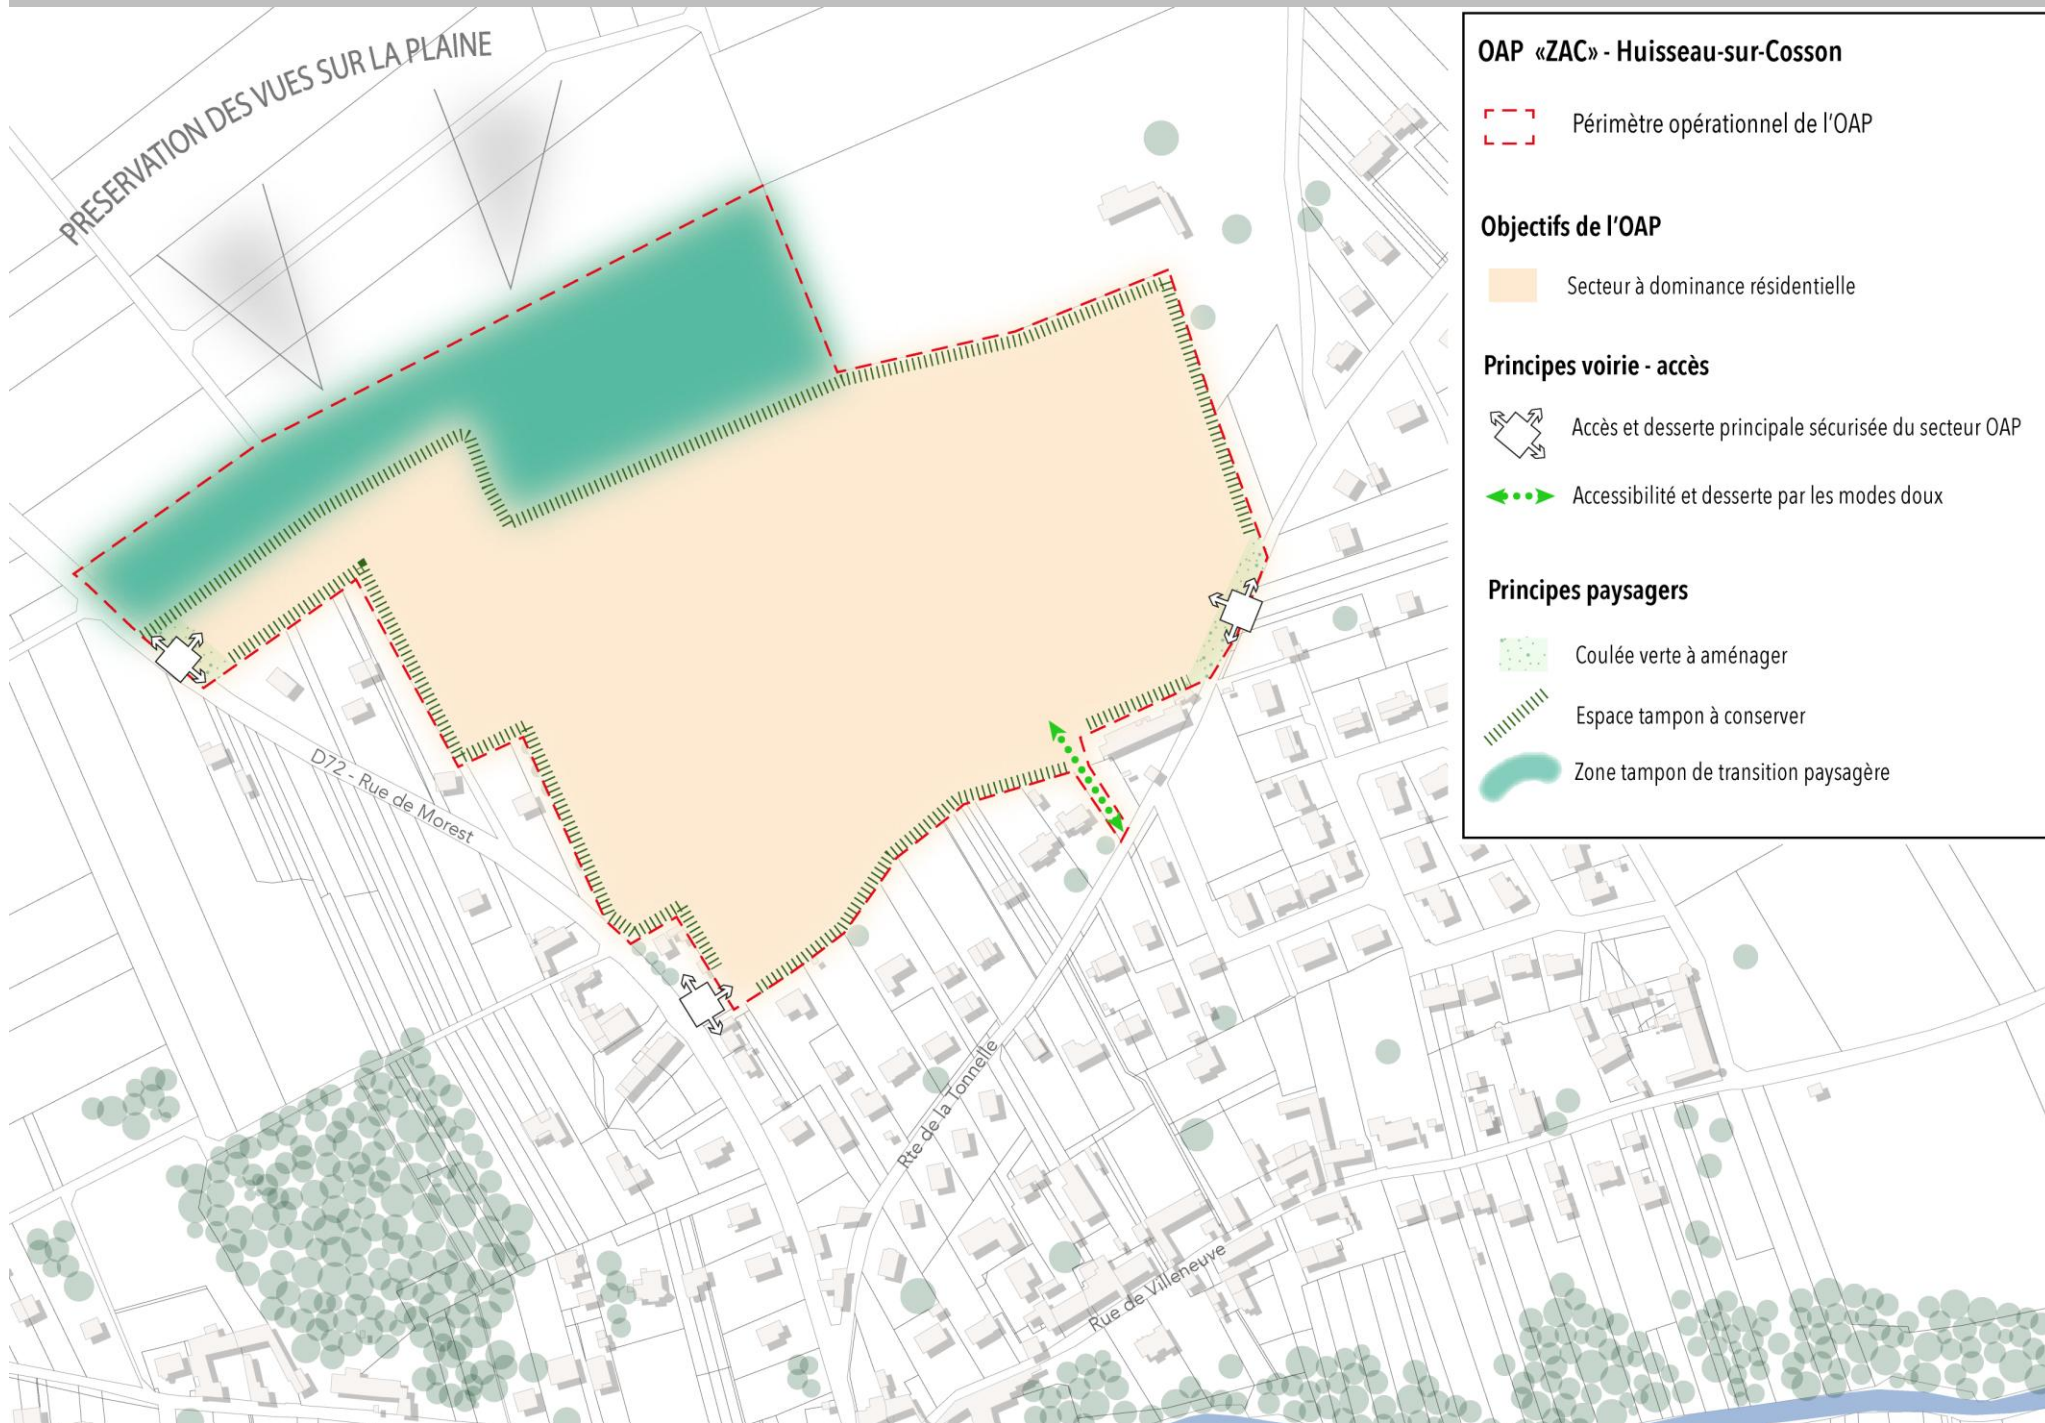 PRESERVATION DES VUES SUR LA PLAINE
OAP «ZAC» - Huisseau-sur-Cosson
Périmètre opérationnel de l'OAP
Objectifs de l'OAP
Secteur à dominance résidentielle
Principes voirie - accès
Accès et desserte principale sécurisée du secteur OAP
Accessibilité et desserte par les modes doux
Principes paysagers
Coulée verte à aménager
Espace tampon à conserver
Zone tampon de transition paysagère
D72 - Rue de Morest
Rte de la Tonnelle
Rue de Villeneuve